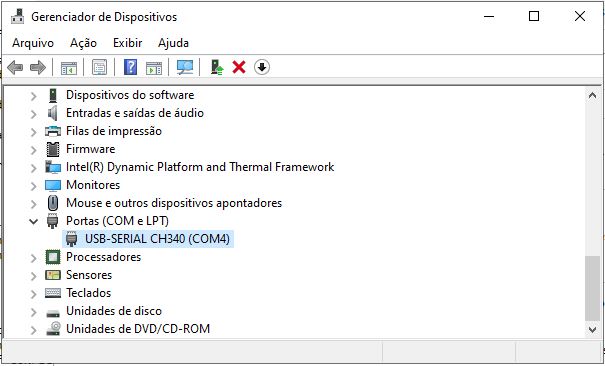 Gerenciador de Dispositivos
Arquivo Ação Exibir Ajuda
Dispositivos do software
Entradas e saídas de áudio
Filas de impressão
Firmware
Intel(R) Dynamic Platform and Thermal Framework
Monitores
Mouse e outros dispositivos apontadores
Portas (COM e LPT)
USB-SERIAL CH340 (COM4)
Processadores
Sensores
Teclados
Unidades de disco
Unidades de DVD/CD-ROM